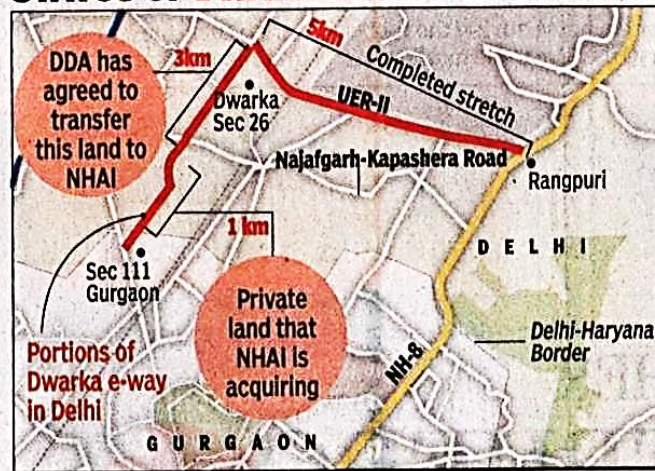 DDA has
agreed to
transfer
this land to
NHAI
3km
5km
Completed stretch
UER-II
Dwarka
Sec 26
Najafgarh-Kapashera Road
Rangpuri
1 km
Sec 111
Gurgaon
DELHI
Private
land that
NHAI is
acquiring
Portions of
Dwarka e-way
in Delhi
Delhi-Haryana
Border
NH-8
GURGAON